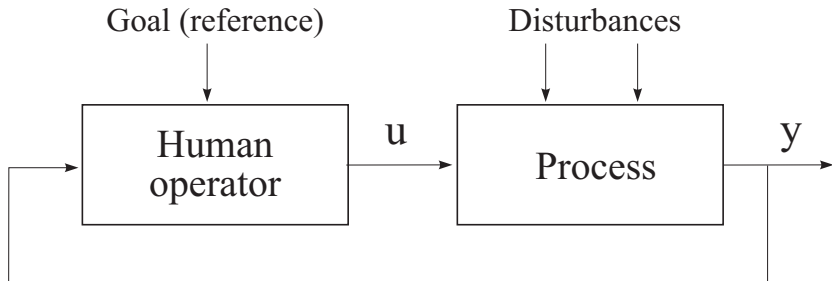 Goal (reference)
Disturbances
Human
operator
u
Process
y